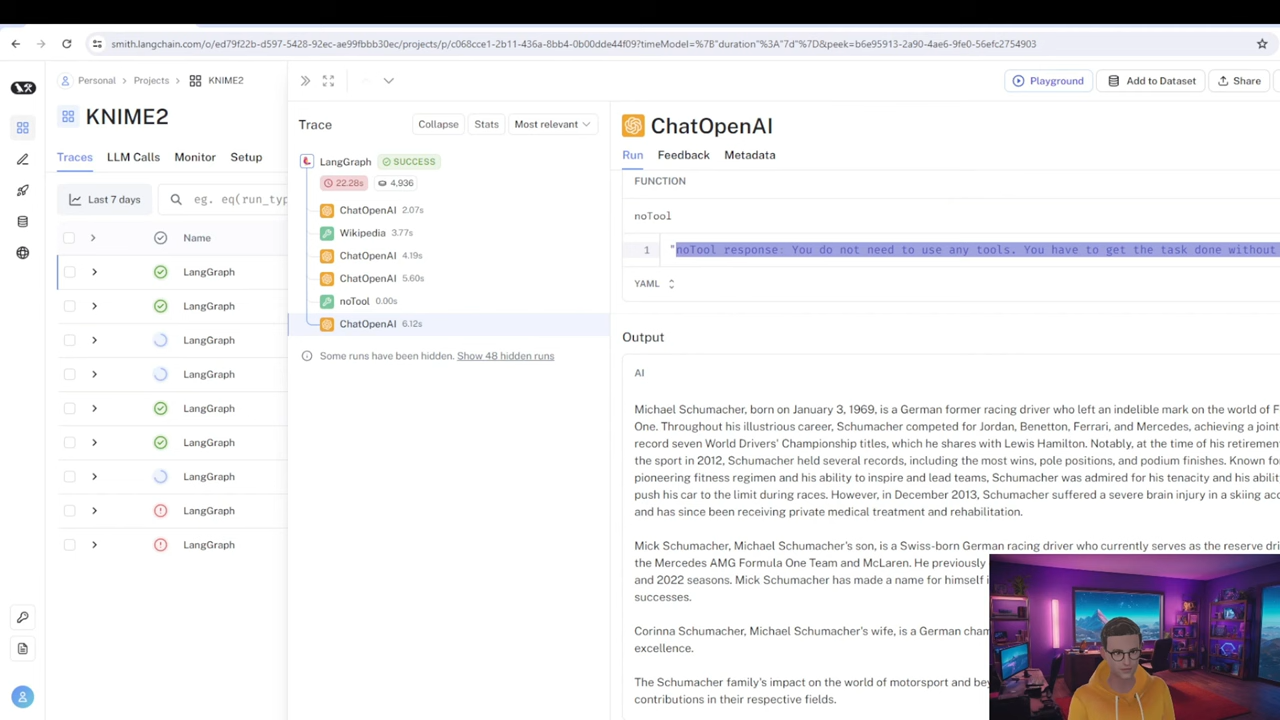 smith.langchain.com/o/ed79f22b-d597-5428-92ec-ae99fbbb30ec/projects/p/c068cce1-2b11-436a-8bb4-0b00dde44f09?timeModel=%7B"duration"%3A"7d"%7D&peek=b6e95913-2a90-4ae6-9fe0-56efc2754903
Personal
Projects
KNIME2
Playground
Add to Dataset
Share
KNIME2
Traces
LLM Calls
Monitor
Setup
Last 7 days
eg. eq(run_typ
Name
LangGraph
LangGraph
LangGraph
LangGraph
LangGraph
LangGraph
LangGraph
LangGraph
LangGraph
Trace
Collapse
Stats
Most relevant
LangGraph
SUCCESS
22.28s
4,936
ChatOpenAI 2.07s
Wikipedia 3.77s
ChatOpenAI 4.19s
ChatOpenAI 5.60s
noTool 0.00s
ChatOpenAI 6.12s
Some runs have been hidden. Show 48 hidden runs
ChatOpenAI
Run
Feedback
Metadata
FUNCTION
noTool
1
"noTool response: You do not need to use any tools. You have to get the task done without
YAML
Output
AI
Michael Schumacher, born on January 3, 1969, is a German former racing driver who left an indelible mark on the world of F
One. Throughout his illustrious career, Schumacher competed for Jordan, Benetton, Ferrari, and Mercedes, achieving a joint
record seven World Drivers' Championship titles, which he shares with Lewis Hamilton. Notably, at the time of his retirement
the sport in 2012, Schumacher held several records, including the most wins, pole positions, and podium finishes. Known fo
pioneering fitness regimen and his ability to inspire and lead teams, Schumacher was admired for his tenacity and his abilit
push his car to the limit during races. However, in December 2013, Schumacher suffered a severe brain injury in a skiing acc
and has since been receiving private medical treatment and rehabilitation.
Mick Schumacher, Michael Schumacher's son, is a Swiss-born German racing driver who currently serves as the reserve dri
the Mercedes AMG Formula One Team and McLaren. He previously
and 2022 seasons. Mick Schumacher has made a name for himself i
successes.
Corinna Schumacher, Michael Schumacher's wife, is a German cham
excellence.
The Schumacher family's impact on the world of motorsport and bey
contributions in their respective fields.